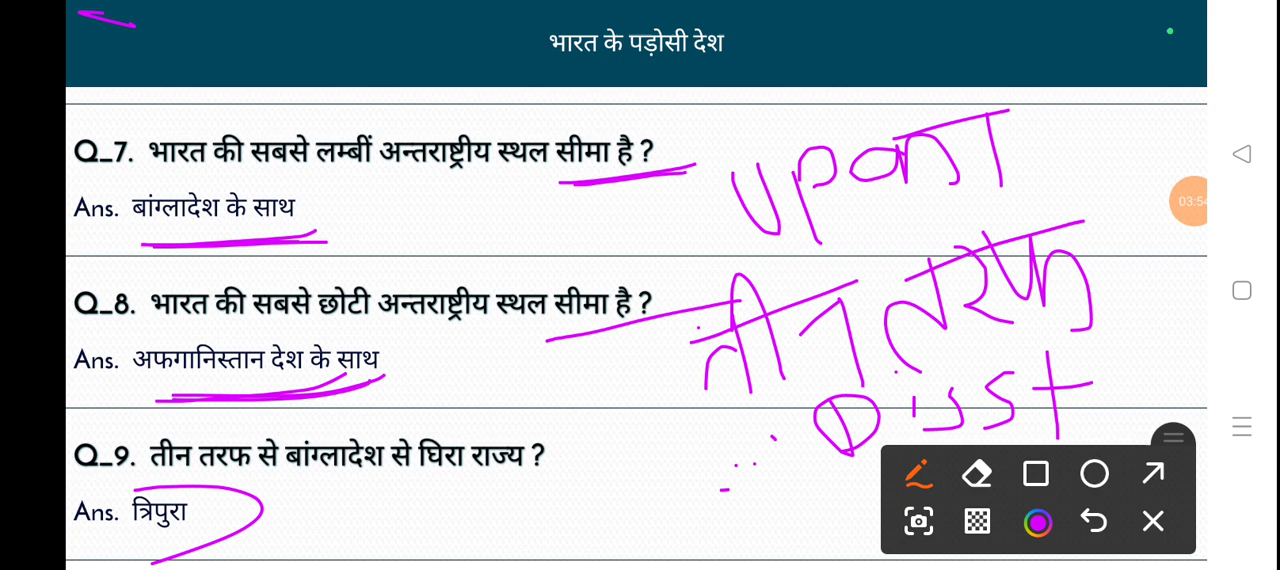 भारत के पड़ोसी देश
Q_7. भारत की सबसे लम्बीं अन्तराष्ट्रीय स्थल सीमा है ?
Ans. बांग्लादेश के साथ
Q_8. भारत की सबसे छोटी अन्तराष्ट्रीय स्थल सीमा है ?
Ans. अफगानिस्तान देश के साथ
Q_9. तीन तरफ से बांग्लादेश से घिरा राज्य ?
Ans. त्रिपुरा
तीन तरफ
03:54